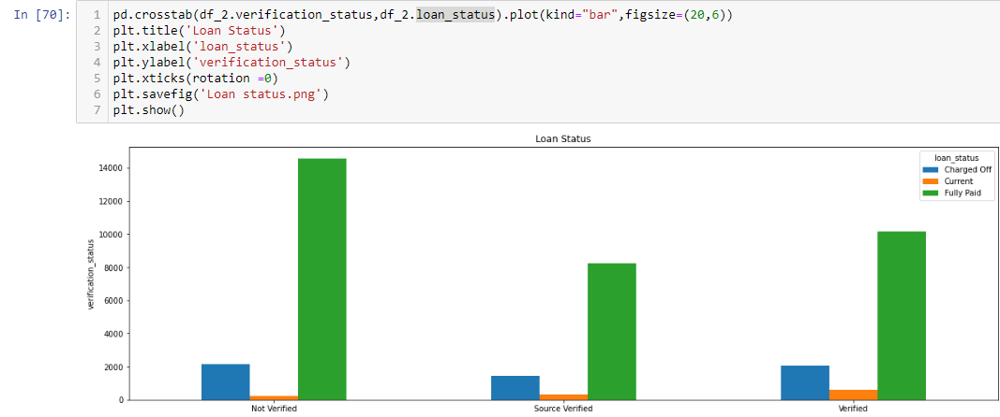 In [70]:
1 pd.crosstab(df_2.verification_status,df_2.loan_status).plot(kind="bar",figsize=(20,6))
2 plt.title('Loan Status')
3 plt.xlabel('loan_status')
4 plt.ylabel('verification_status')
5 plt.xticks(rotation =0)
6 plt.savefig('Loan status.png')
7 plt.show()
Loan Status
loan_status
Charged Off
Current
Fully Paid
verification_status
14000
12000
10000
8000
6000
4000
2000
0
Not Verified
Source Verified
Verified